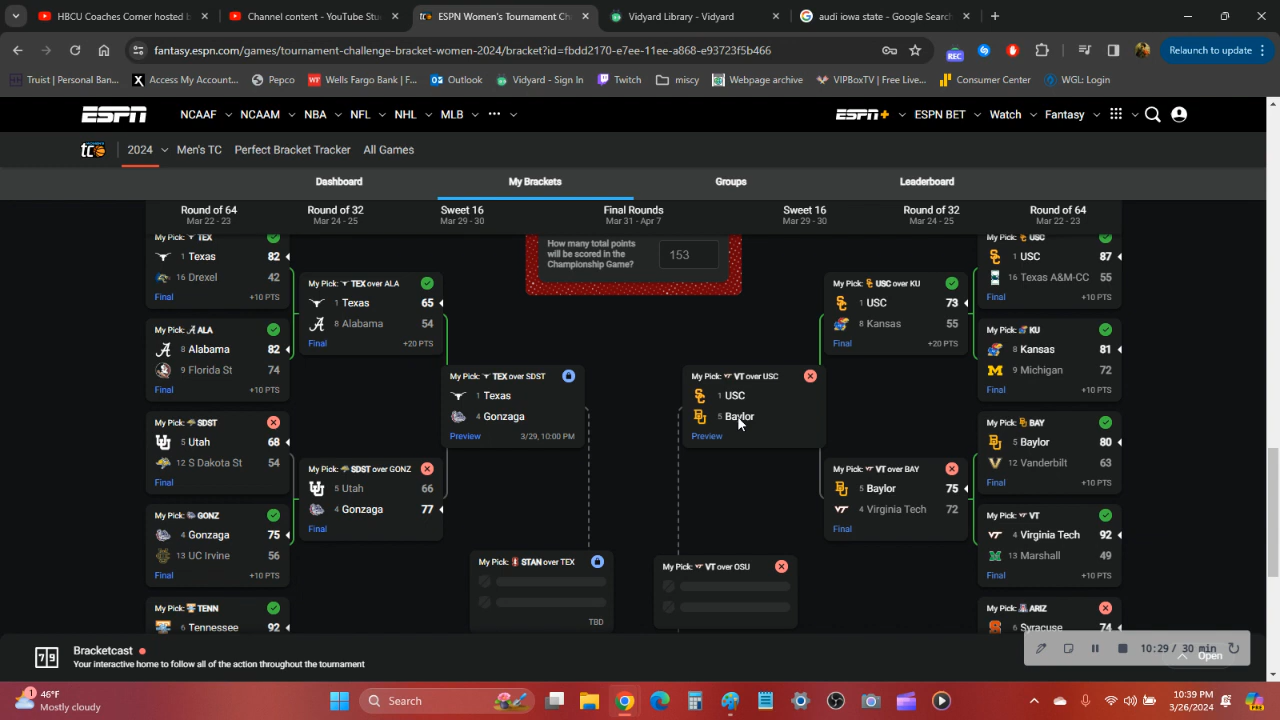 HBCU Coaches Corner hosted b
Channel content - YouTube Stu
ESPN Women's Tournament Ch
Vidyard Library - Vidyard
audi iowa state - Google Search
fantasy.espn.com/games/tournament-challenge-bracket-women-2024/bracket?id=fbdd2170-e7ee-11ee-a868-e93723f5b466
REC
Relaunch to update
Truist | Personal Ban...
Access My Account...
Pepco
Wells Fargo Bank | F...
Outlook
Vidyard - Sign In
Twitch
miscy
Webpage archive
VIPBoxTV | Free Live...
Consumer Center
WGL: Login
ESPN NCAAF NCAAM NBA NFL NHL MLB ... ESPN+ ESPN BET Watch Fantasy
tc 2024 Men's TC Perfect Bracket Tracker All Games
Dashboard My Brackets Groups Leaderboard
Round of 64
Mar 22 - 23
Round of 32
Mar 24 - 25
Sweet 16
Mar 29 - 30
Final Rounds
Mar 31 - Apr 7
Sweet 16
Mar 29 - 30
Round of 32
Mar 24 - 25
Round of 64
Mar 22 - 23
My Pick: TEX
1 Texas 82
16 Drexel 42
Final +10 PTS
My Pick: ALA
8 Alabama 82
9 Florida St 74
Final +10 PTS
My Pick: SDST
5 Utah 68
12 S Dakota St 54
Final
My Pick: GONZ
4 Gonzaga 75
13 UC Irvine 56
Final +10 PTS
My Pick: TENN
6 Tennessee 92
My Pick: TEX over ALA
1 Texas 65
8 Alabama 54
Final +20 PTS
My Pick: SDST over GONZ
5 Utah 66
4 Gonzaga 77
Final
My Pick: TEX over SDST
1 Texas
4 Gonzaga
Preview 3/29, 10:00 PM
My Pick: STAN over TEX
TBD
How many total points
will be scored in the
Championship Game?
153
My Pick: VT over USC
1 USC
5 Baylor
Preview
My Pick: VT over OSU
My Pick: USC over KU
1 USC 73
8 Kansas 55
Final +20 PTS
My Pick: VT over BAY
5 Baylor 75
4 Virginia Tech 72
Final
My Pick: USC
1 USC 87
16 Texas A&M-CC 55
Final +10 PTS
My Pick: KU
8 Kansas 81
9 Michigan 72
Final +10 PTS
My Pick: BAY
5 Baylor 80
12 Vanderbilt 63
Final +10 PTS
My Pick: VT
4 Virginia Tech 92
13 Marshall 49
Final +10 PTS
My Pick: ARIZ
6 Syracuse 74
79
Bracketcast
Your interactive home to follow all of the action throughout the tournament
10:29 / 30 min
Open
1
46°F
Mostly cloudy
Search
10:39 PM
3/26/2024